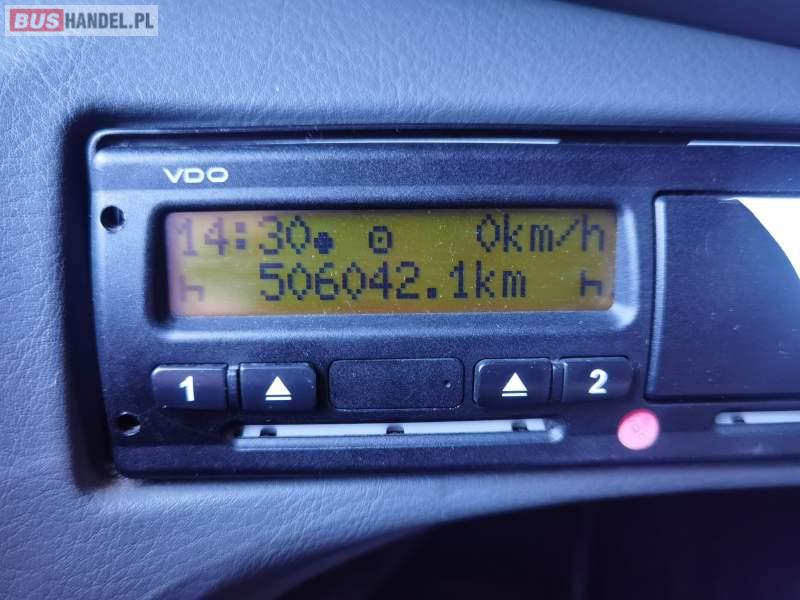 BUSHANDEL.PL
VDO
14:30 0km/h
506042.1km
1 2